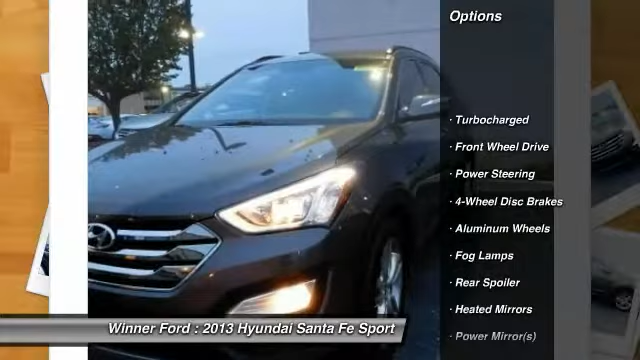 Options
· Turbocharged
· Front Wheel Drive
· Power Steering
· 4-Wheel Disc Brakes
· Aluminum Wheels
· Fog Lamps
· Rear Spoiler
· Heated Mirrors
· Power Mirror(s)
Winner Ford : 2013 Hyundai Santa Fe Sport